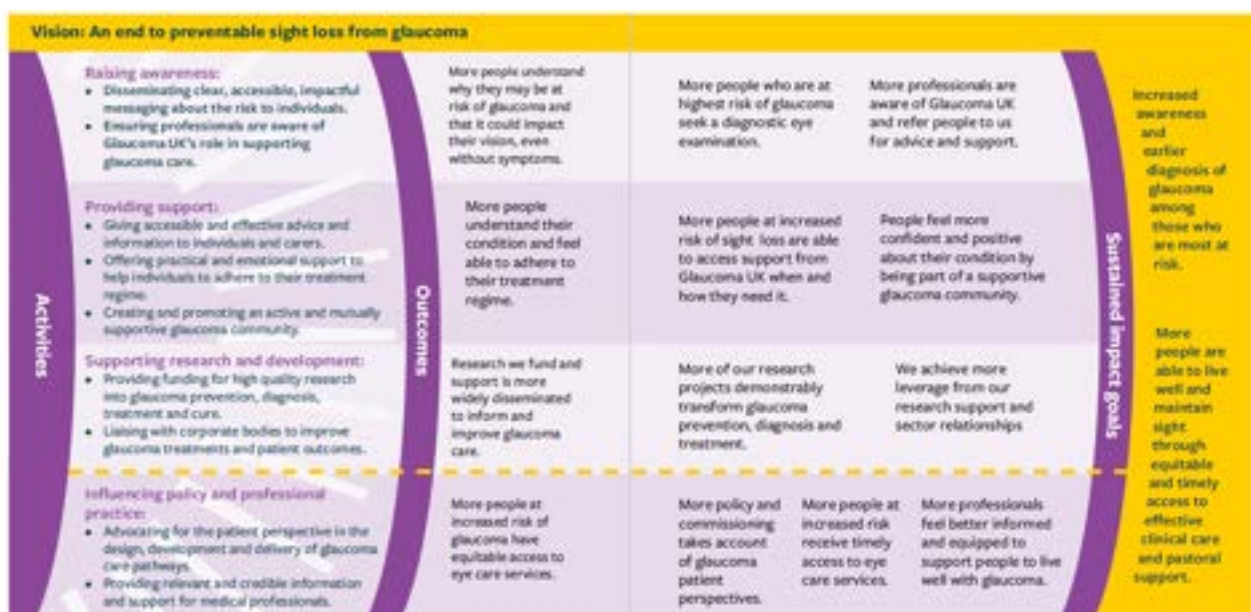 Vision: An end to preventable sight loss from glaucoma
Activities
Raising awareness:
• Disseminating clear, accessible, impactful
messaging about the risk to individuals.
• Ensuring professionals are aware of
Glaucoma UK's role in supporting
glaucoma care.
Providing support:
• Giving accessible and effective advice and
information to individuals and carers.
• Offering practical and emotional support to
help individuals to adhere to their treatment
regime.
• Creating and promoting an active and mutually
supportive glaucoma community.
Supporting research and development:
• Providing funding for high quality research
into glaucoma prevention, diagnosis,
treatment and cure.
• Liaising with corporate bodies to improve
glaucoma treatments and patient outcomes.
Influencing policy and professional
practice:
• Advocating for the patient perspective in the
design, development and delivery of glaucoma
care pathways.
• Providing relevant and credible information
and support for medical professionals.
Outcomes
More people understand
why they may be at
risk of glaucoma and
that it could impact
their vision, even
without symptoms.
More people who are at
highest risk of glaucoma
seek a diagnostic eye
examination.
More professionals are
aware of Glaucoma UK
and refer people to us
for advice and support.
More people
understand their
condition and feel
able to adhere to
their treatment
regime.
More people at increased
risk of sight loss are able
to access support from
Glaucoma UK when and
how they need it.
People feel more
confident and positive
about their condition by
being part of a supportive
glaucoma community.
Research we fund and
support is more
widely disseminated
to inform and
improve glaucoma
care.
More of our research
projects demonstrably
transform glaucoma
prevention, diagnosis and
treatment.
We achieve more
leverage from our
research support and
sector relationships
More people at
increased risk of
glaucoma have
equitable access to
eye care services.
More policy and
commissioning
takes account
of glaucoma
patient
perspectives.
More people at
increased risk
receive timely
access to eye
care services.
More professionals
feel better informed
and equipped to
support people to live
well with glaucoma.
Sustained impact goals
Increased
awareness
and
earlier
diagnosis of
glaucoma
among
those who
are most at
risk.
More
people are
able to live
well and
maintain
sight
through
equitable
and timely
access to
effective
clinical care
and pastoral
support.